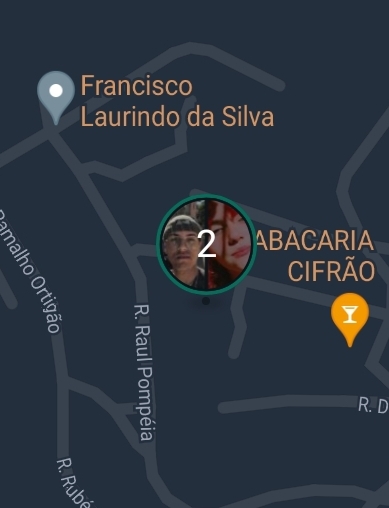 Francisco
Laurindo da Silva
2
ABACARIA
CIFRÃO
Ramalho Ortigão
R. Raul Pompéia
R. D
R. Rubé